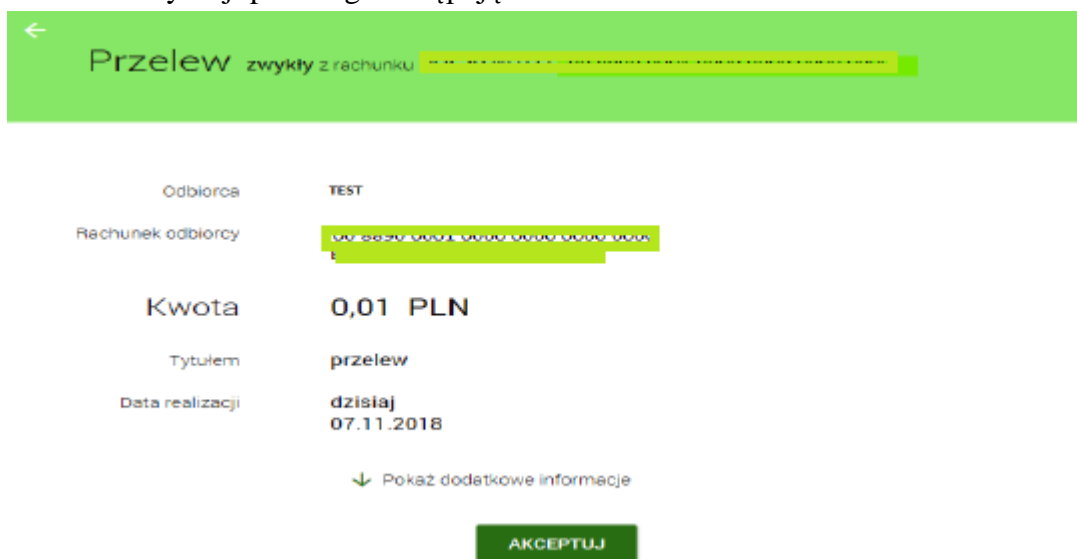 Przelew zwykły z rachunku
Odbiorca TEST
Rachunek odbiorcy
Kwota 0,01 PLN
Tytułem przelew
Data realizacji dzisiaj
07.11.2018
Pokaż dodatkowe informacje
AKCEPTUJ